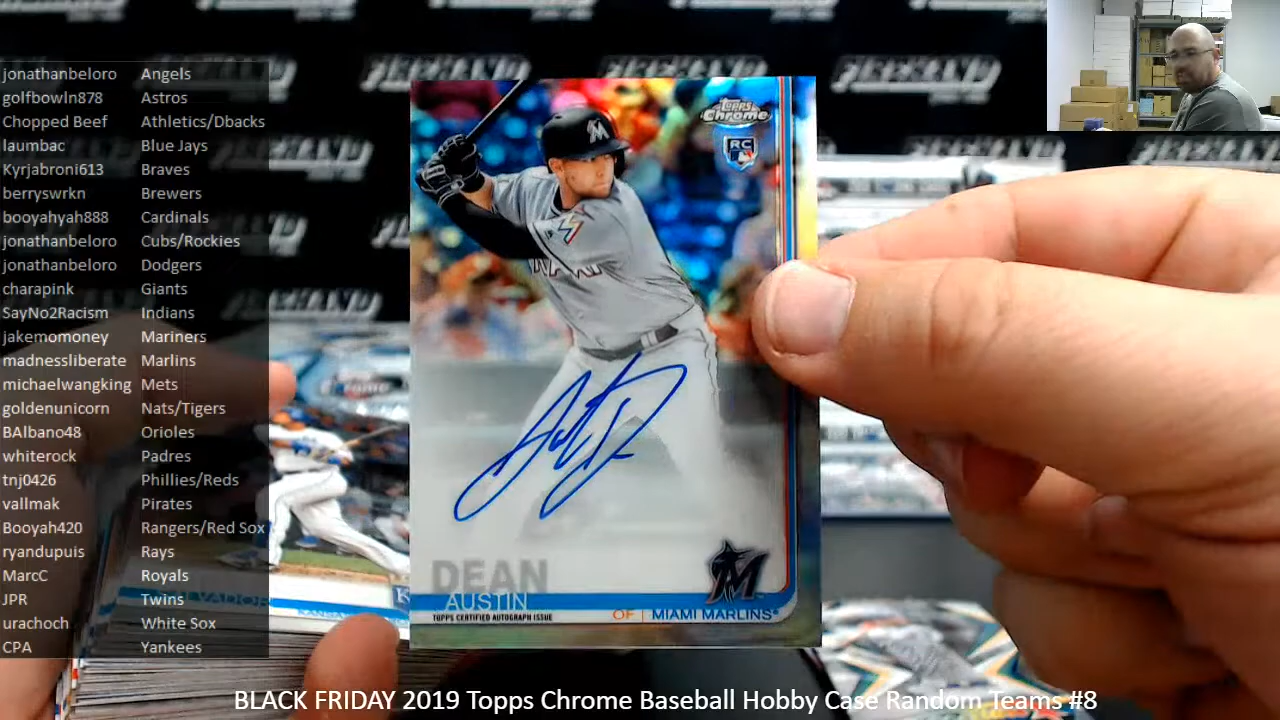 jonathanbeloro Angels
golfbowln878 Astros
Chopped Beef Athletics/Dbacks
laumbac Blue Jays
Kyrjabroni613 Braves
berryswrkn Brewers
booyahyah888 Cardinals
jonathanbeloro Cubs/Rockies
jonathanbeloro Dodgers
charapink Giants
SayNo2Racism Indians
jakemomoney Mariners
madnessliberate Marlins
michaelwangking Mets
goldenunicorn Nats/Tigers
BAlbano48 Orioles
whiterock Padres
tnj0426 Phillies/Reds
vallmak Pirates
Booyah420 Rangers/Red Sox
ryandupuis Rays
MarcC Royals
JPR Twins
urachoch White Sox
CPA Yankees
Topps
Chrome
RC
M
DEAN
AUSTIN
TOPPS CERTIFIED AUTOGRAPH ISSUE
OF | MIAMI MARLINS
M
BLACK FRIDAY 2019 Topps Chrome Baseball Hobby Case Random Teams #8